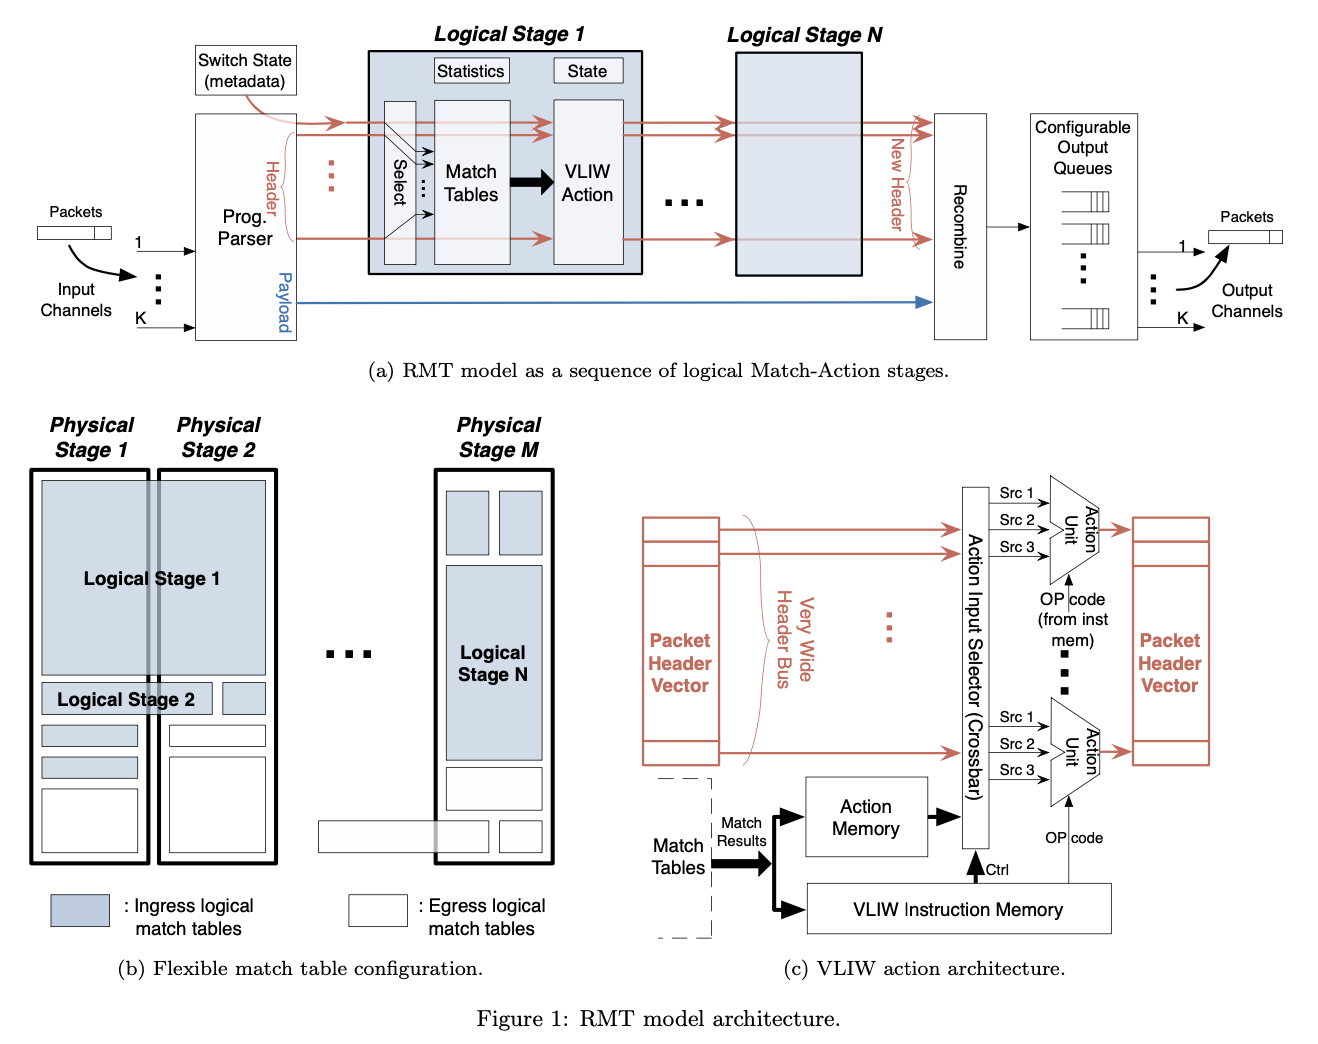 Logical Stage 1
Logical Stage N
Switch State
(metadata)
Statistics
State
Header
Select
Match
Tables
VLIW
Action
New Header
Recombine
Configurable
Output
Queues
Prog.
Parser
Packets
1
Input
Channels
K
Payload
Packets
1
Output
Channels
K
(a) RMT model as a sequence of logical Match-Action stages.
Physical
Stage 1
Physical
Stage 2
Physical
Stage M
Logical Stage 1
Logical Stage 2
Logical
Stage N
: Ingress logical
match tables
: Egress logical
match tables
(b) Flexible match table configuration.
Packet
Header
Vector
Very Wide
Header Bus
Action Input Selector (Crossbar)
Src 1
Src 2
Src 3
Action
Unit
OP code
(from inst
mem)
Src 1
Src 2
Src 3
Action
Unit
Packet
Header
Vector
Match
Tables
Match
Results
Action
Memory
OP code
Ctrl
VLIW Instruction Memory
(c) VLIW action architecture.
Figure 1: RMT model architecture.